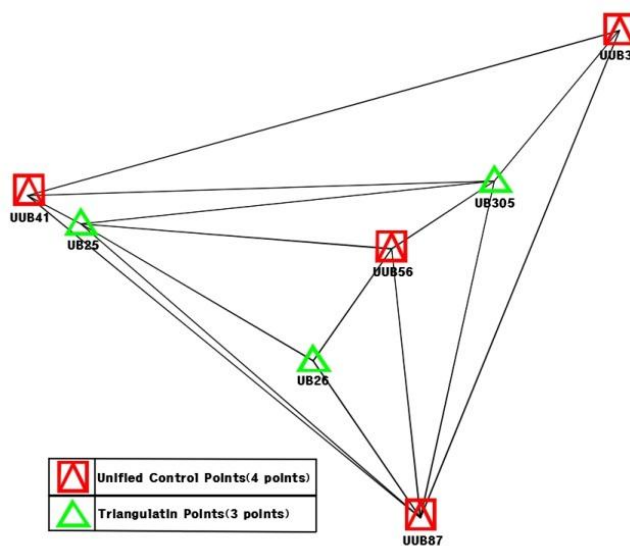 UUB3
UUB41
UB305
UB25
UUB56
UB26
Unified Control Points(4 points)
Triangulatin Points(3 points)
UUB87